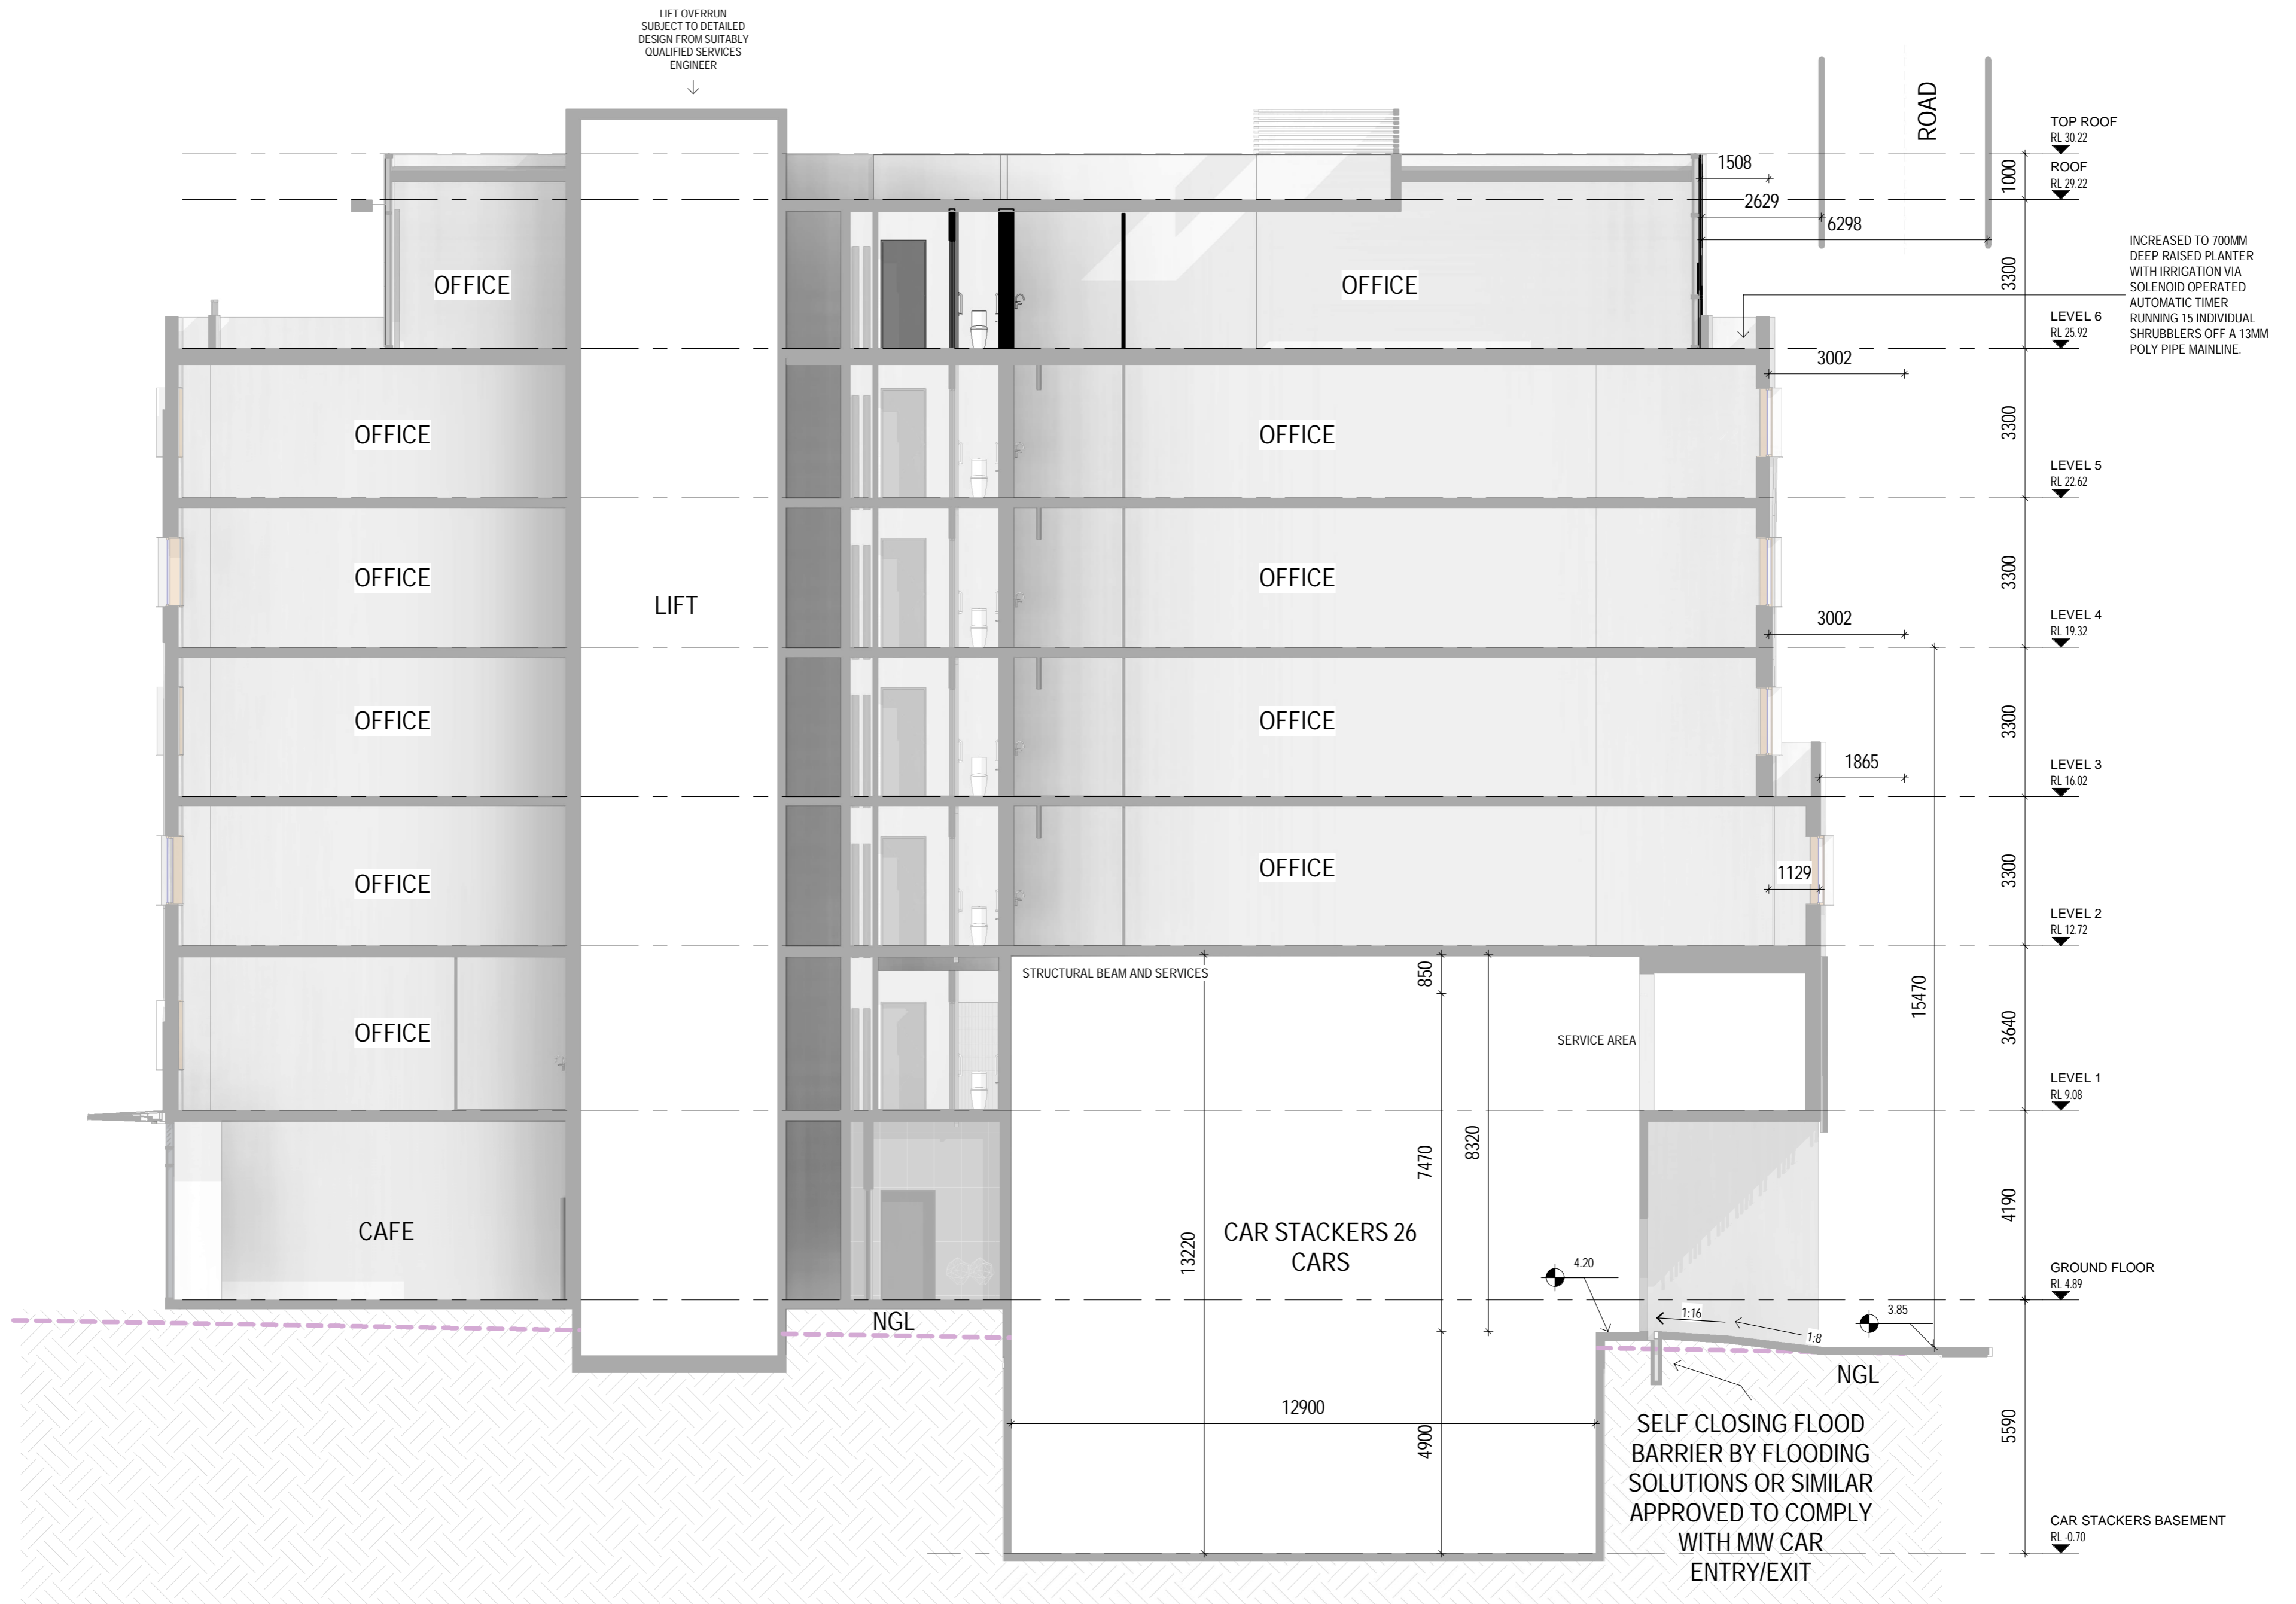 LIFT OVERRUN
SUBJECT TO DETAILED
DESIGN FROM SUITABLY
QUALIFIED SERVICES
ENGINEER
ROAD
TOP ROOF
RL 30.22
1000
ROOF
RL 29.22
1508
2629
6298
INCREASED TO 700MM
DEEP RAISED PLANTER
WITH IRRIGATION VIA
SOLENOID OPERATED
AUTOMATIC TIMER
RUNNING 15 INDIVIDUAL
SHRUBBLERS OFF A 13MM
POLY PIPE MAINLINE.
OFFICE
OFFICE
3300
LEVEL 6
RL 25.92
3002
OFFICE
OFFICE
3300
LEVEL 5
RL 22.62
OFFICE
OFFICE
3300
LIFT
3002
LEVEL 4
RL 19.32
OFFICE
OFFICE
3300
1865
LEVEL 3
RL 16.02
OFFICE
OFFICE
1129
3300
LEVEL 2
RL 12.72
STRUCTURAL BEAM AND SERVICES
850
15470
OFFICE
SERVICE AREA
3640
LEVEL 1
RL 9.08
7470
8320
4190
CAFE
13220
CAR STACKERS 26
CARS
4.20
GROUND FLOOR
RL 4.89
NGL
1:16
1:8
3.85
NGL
12900
4900
5590
SELF CLOSING FLOOD
BARRIER BY FLOODING
SOLUTIONS OR SIMILAR
APPROVED TO COMPLY
WITH MW CAR
ENTRY/EXIT
CAR STACKERS BASEMENT
RL -0.70